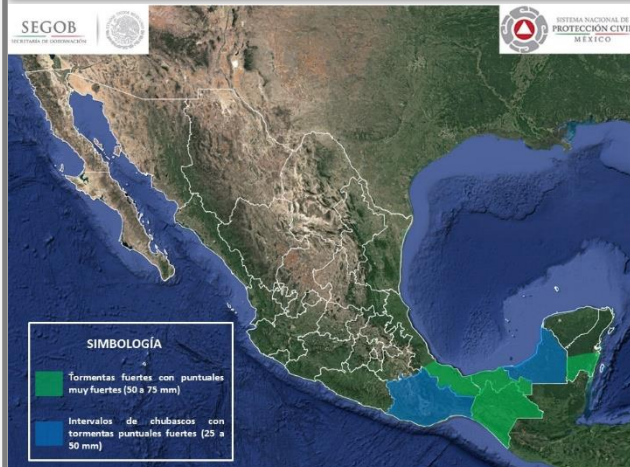 SEGOB
SECRETARÍA DE GOBERNACIÓN
SISTEMA NACIONAL DE
PROTECCIÓN CIVIL
MÉXICO
SIMBOLOGÍA
Tormentas fuertes con puntuales
muy fuertes (50 a 75 mm)
Intervalos de chubascos con
tormentas puntuales fuertes (25 a
50 mm)